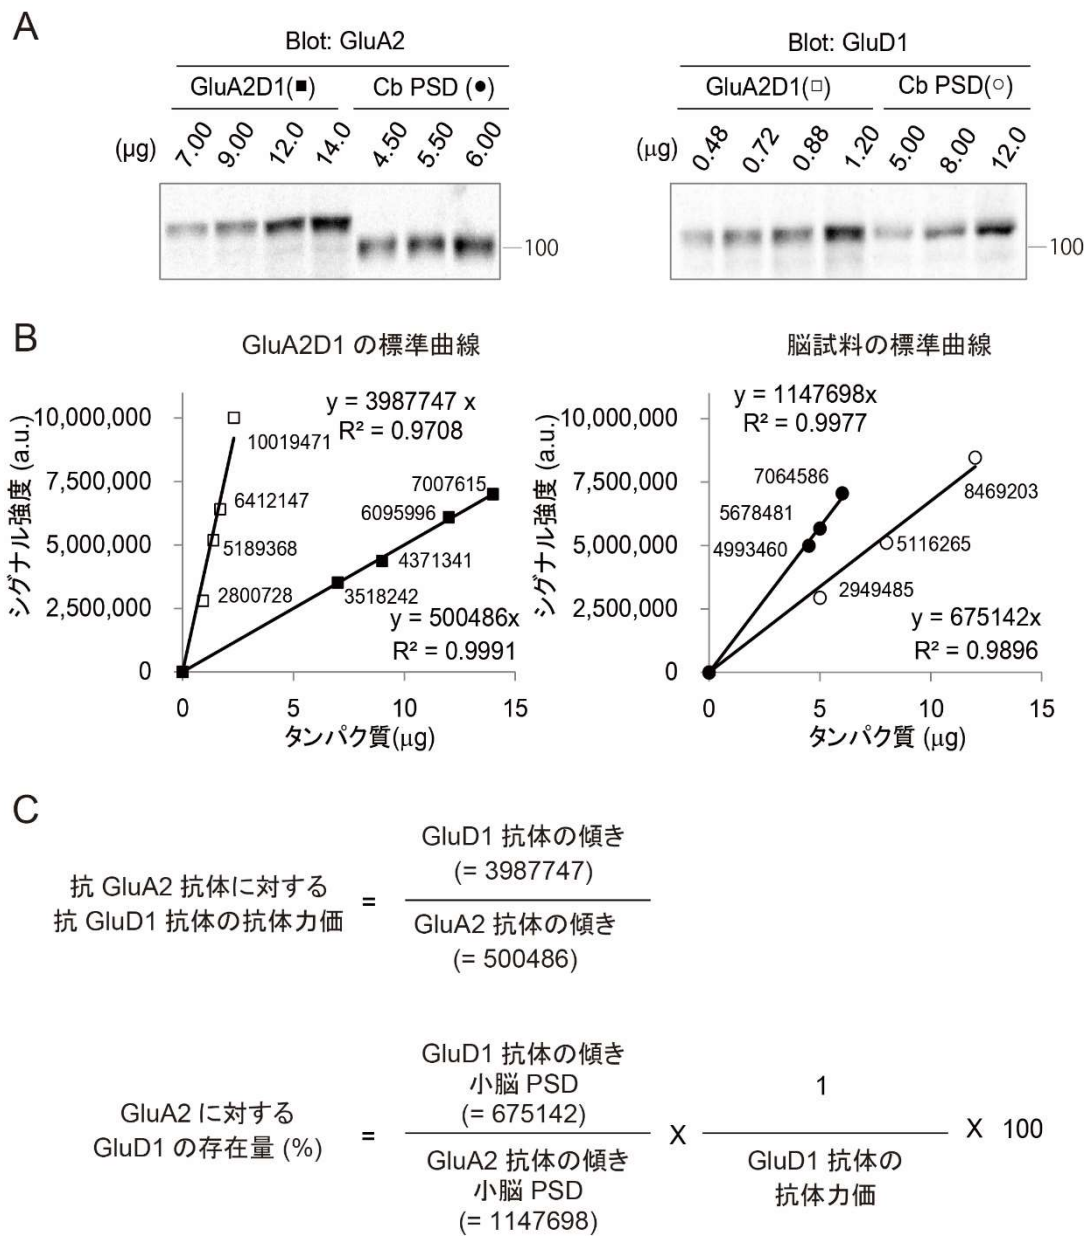 A
Blot: GluA2
GluA2D1(■)
Cb PSD (●)
(μg)
7.00
9.00
12.0
14.0
4.50
5.50
6.00
100
Blot: GluD1
GluA2D1(□)
Cb PSD(○)
(μg)
0.48
0.72
0.88
1.20
5.00
8.00
12.0
100
B
GluA2D1 の標準曲線
シグナル強度 (a.u.)
10,000,000
7,500,000
5,000,000
2,500,000
0
y = 3987747 x
R² = 0.9708
10019471
6412147
5189368
2800728
7007615
6095996
4371341
3518242
y = 500486x
R² = 0.9991
0
5
10
15
タンパク質(μg)
脳試料の標準曲線
シグナル強度 (a.u.)
10,000,000
7,500,000
5,000,000
2,500,000
0
y = 1147698x
R² = 0.9977
7064586
5678481
4993460
8469203
5116265
2949485
y = 675142x
R² = 0.9896
0
5
10
15
タンパク質 (μg)
C
抗 GluA2 抗体に対する
抗 GluD1 抗体の抗体力価
=
GluD1 抗体の傾き
(= 3987747)
GluA2 抗体の傾き
(= 500486)
GluA2 に対する
GluD1 の存在量 (%)
=
GluD1 抗体の傾き
小脳 PSD
(= 675142)
GluA2 抗体の傾き
小脳 PSD
(= 1147698)
X
1
GluD1 抗体の
抗体力価
X 100